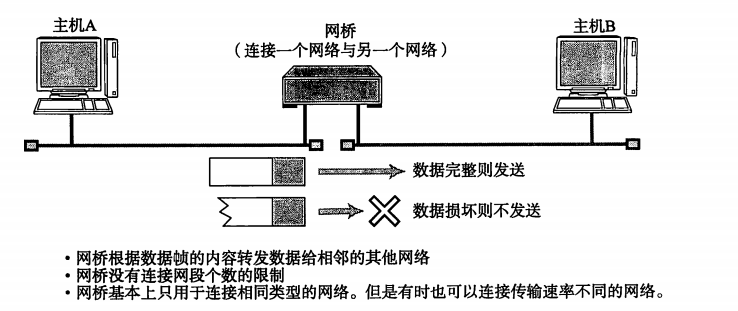 主机A
网桥
（连接一个网络与另一个网络）
主机B
数据完整则发送
数据损坏则不发送
・网桥根据数据帧的内容转发数据给相邻的其他网络
・网桥没有连接网段个数的限制
・网桥基本上只用于连接相同类型的网络。但是有时也可以连接传输速率不同的网络。